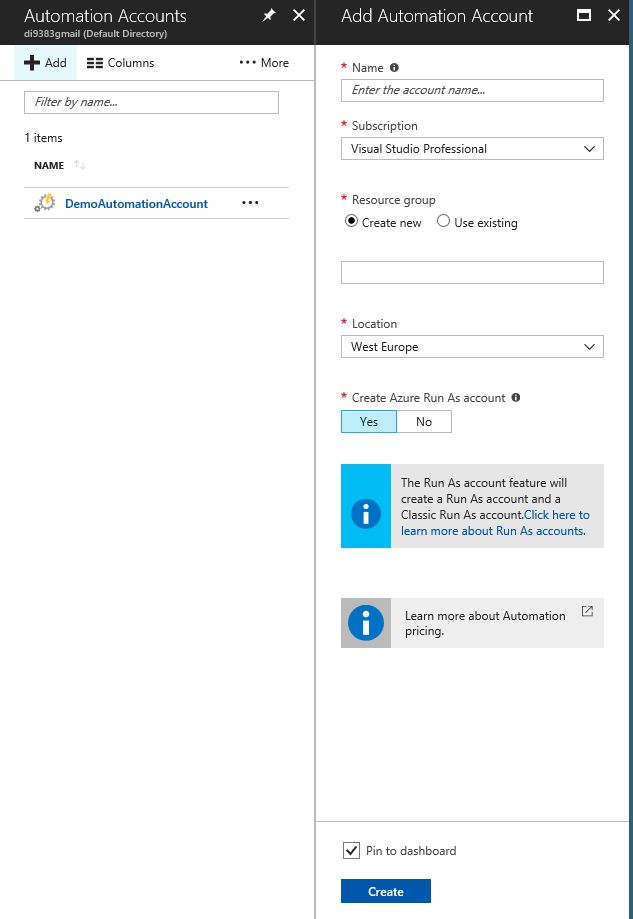 Automation Accounts
di9383gmail (Default Directory)
Add
Columns
More
Filter by name...
1 items
NAME
DemoAutomationAccount
Add Automation Account
* Name
Enter the account name...
* Subscription
Visual Studio Professional
* Resource group
Create new
Use existing
* Location
West Europe
* Create Azure Run As account
Yes
No
The Run As account feature will
create a Run As account and a
Classic Run As account.Click here to
learn more about Run As accounts.
Learn more about Automation
pricing.
Pin to dashboard
Create